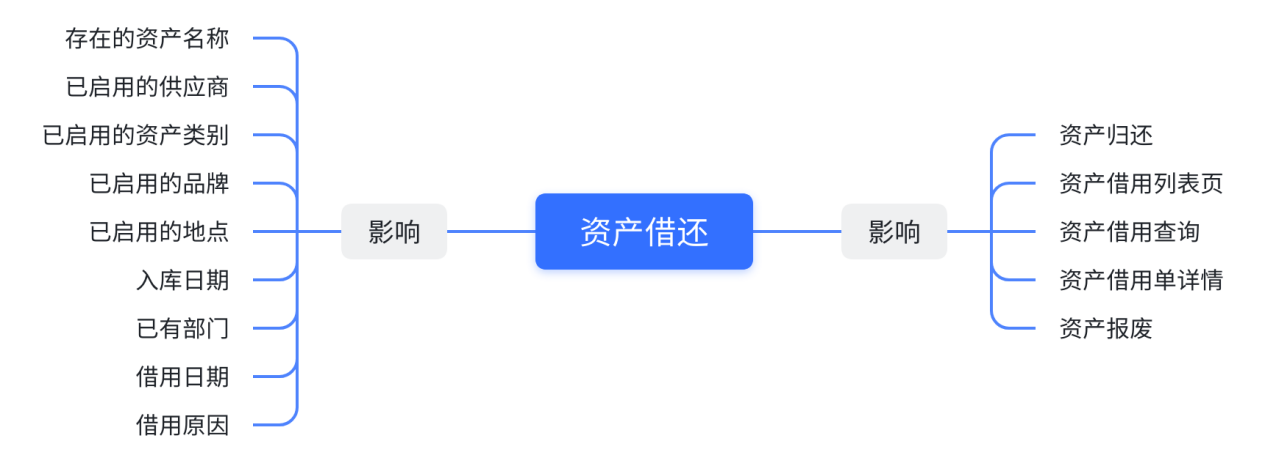 存在的资产名称
已启用的供应商
已启用的资产类别
已启用的品牌
已启用的地点
入库日期
已有部门
借用日期
借用原因
影响
资产借还
影响
资产归还
资产借用列表页
资产借用查询
资产借用单详情
资产报废